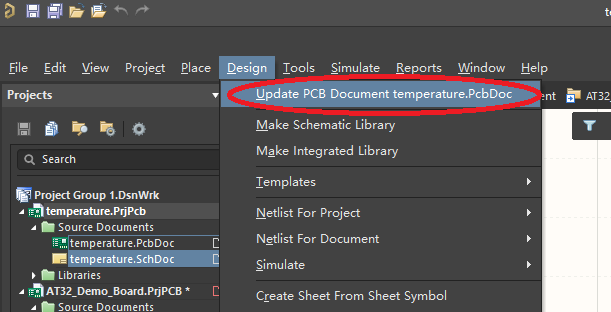 te
File Edit View Project Place Design Tools Simulate Reports Window Help
Projects
Update PCB Document temperature.PcbDoc
ent
AT32_
Search
Make Schematic Library
Make Integrated Library
Project Group 1.DsnWrk
Templates
temperature.PrjPcb
Source Documents
Netlist For Project
temperature.PcbDoc
Netlist For Document
temperature.SchDoc
Simulate
Libraries
AT32_Demo_Board.PrjPCB *
Create Sheet From Sheet Symbol
Source Documents